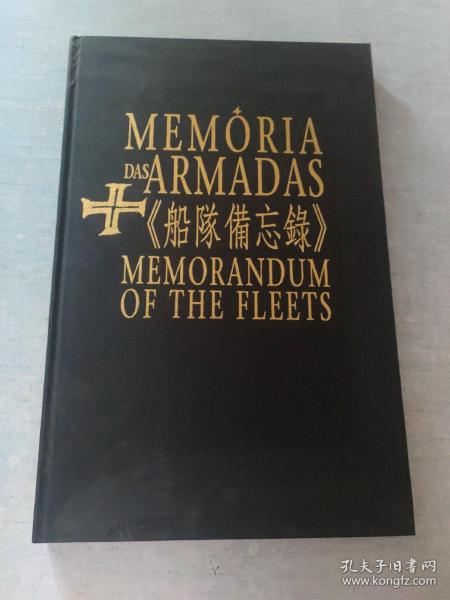 MEMÓRIA
DAS ARMADAS
《船隊備忘錄》
MEMORANDUM
OF THE FLEETS
孔夫子旧书网
www.kongfz.com